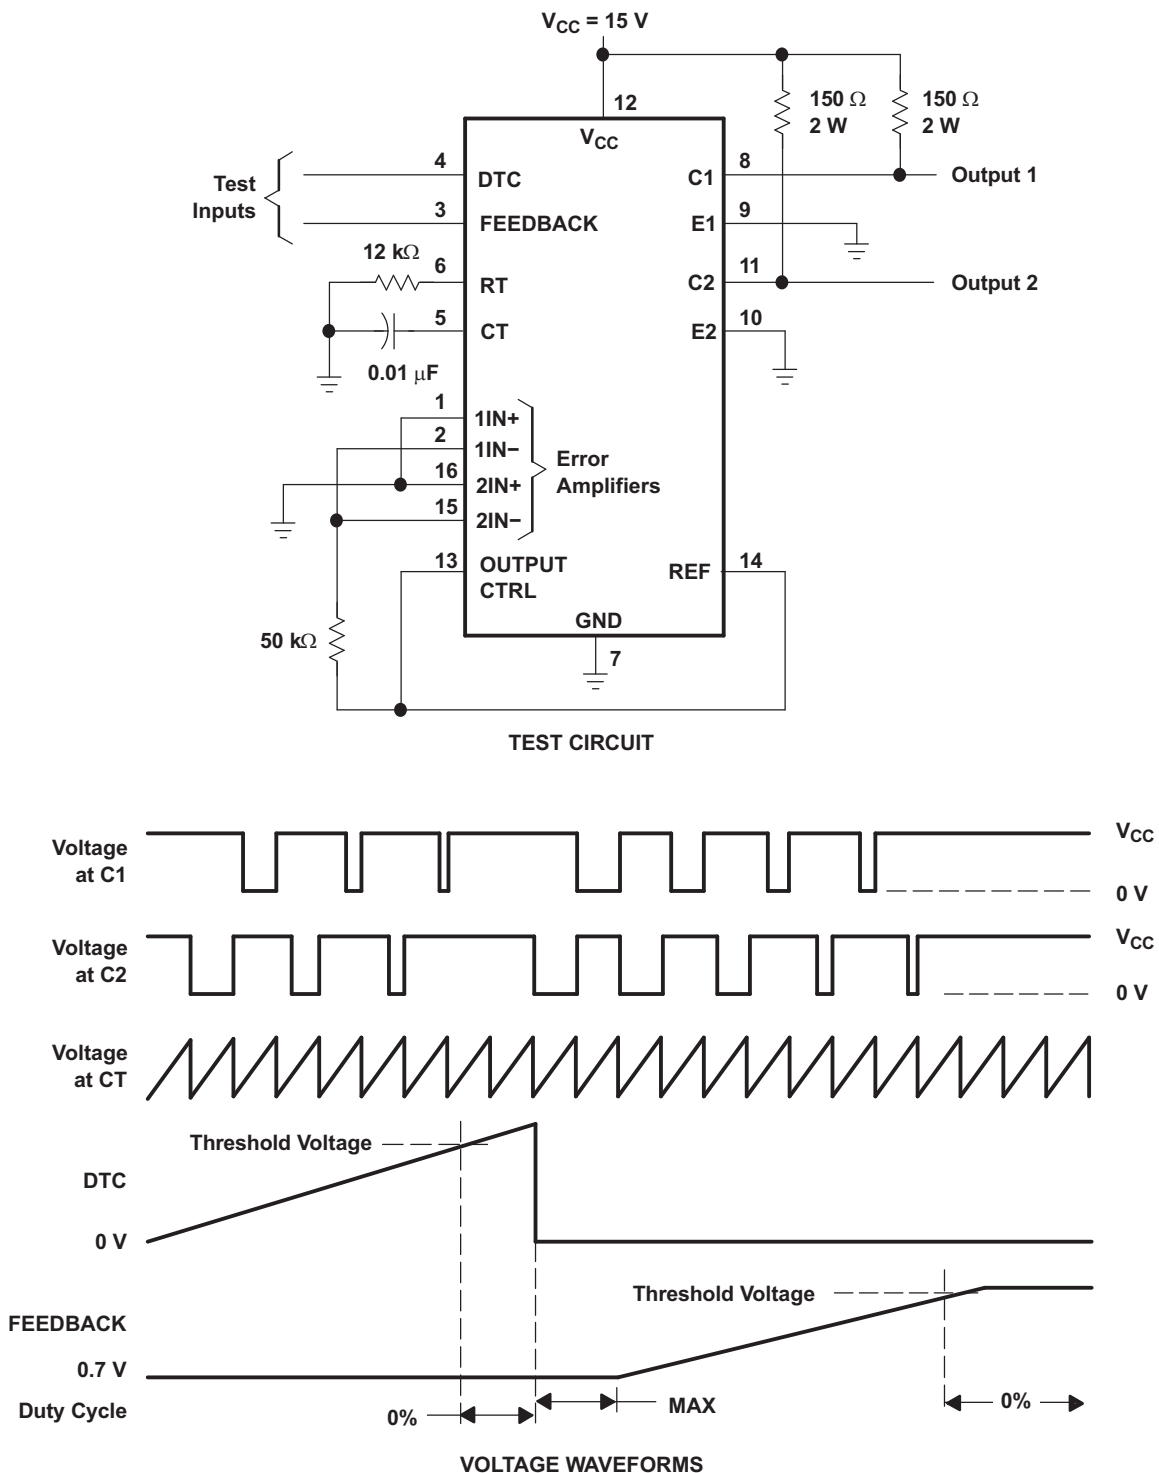 V_CC = 15 V
12
150 Ω
2 W
150 Ω
2 W
V_CC
4
DTC
C1
8
Output 1
Test
Inputs
3
FEEDBACK
E1
9
12 kΩ
6
RT
C2
11
Output 2
5
CT
E2
10
0.01 μF
1
1IN+
2
1IN−
Error
Amplifiers
16
2IN+
15
2IN−
13
OUTPUT
CTRL
REF
14
GND
50 kΩ
7
TEST CIRCUIT
Voltage
at C1
V_CC
0 V
Voltage
at C2
V_CC
0 V
Voltage
at CT
Threshold Voltage
DTC
0 V
Threshold Voltage
FEEDBACK
0.7 V
Duty Cycle
0%
MAX
0%
VOLTAGE WAVEFORMS